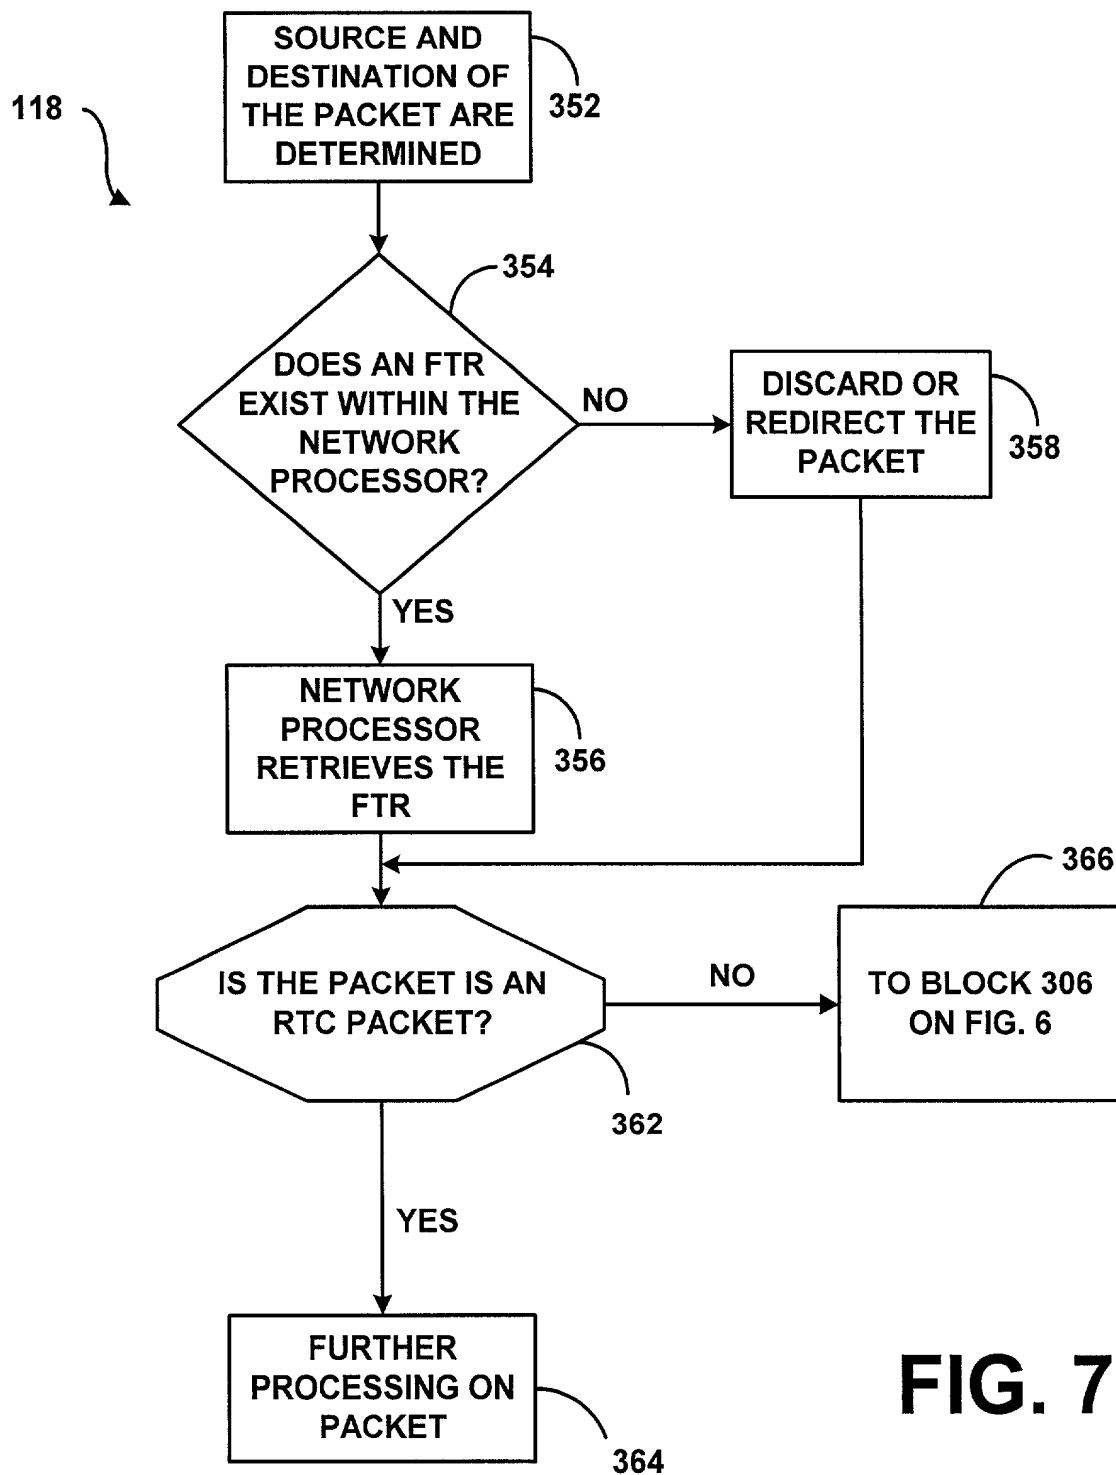 SOURCE AND
DESTINATION OF
THE PACKET ARE
DETERMINED
352
118
354
DOES AN FTR
EXIST WITHIN THE
NETWORK
PROCESSOR?
NO
DISCARD OR
REDIRECT THE
PACKET
358
YES
NETWORK
PROCESSOR
RETRIEVES THE
FTR
356
366
IS THE PACKET IS AN
RTC PACKET?
NO
TO BLOCK 306
ON FIG. 6
362
YES
FURTHER
PROCESSING ON
PACKET
364
FIG. 7